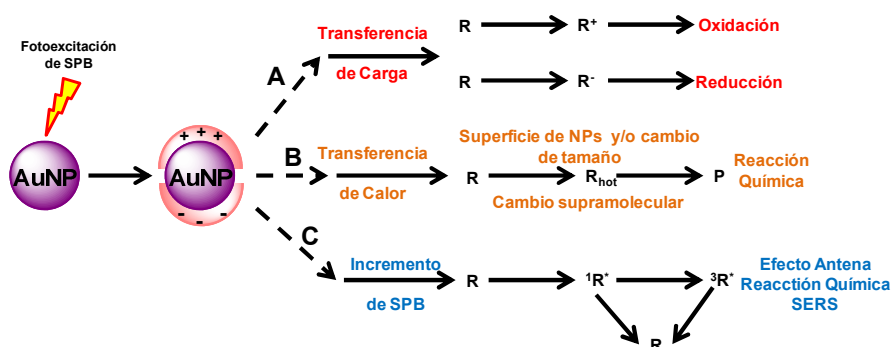 Fotoexcitación
de SPB
AuNP
AuNP
+ + +
- - -
A
Transferencia
de Carga
R
R⁺
Oxidación
R
R⁻
Reducción
B
Transferencia
de Calor
R
Superficie de NPs y/o cambio
de tamaño
Cambio supramolecular
R_hot
P
Reacción
Química
C
Incremento
de SPB
R
¹R*
³R*
Efecto Antena
Reacctión Química
SERS
R